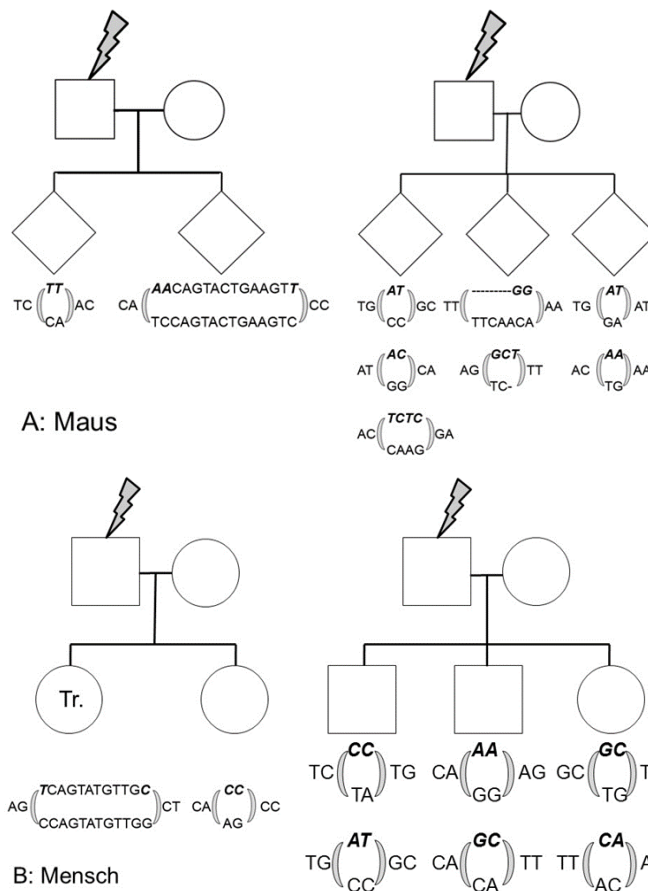 TT
TC AC
CA
AACAGTACTGAAGTT
CA CC
TCCAGTACTGAAGTC
AT
TG GC
CC
---------GG
TT AA
TTCAACA
AT
TG AT
GA
AC
AT CA
GG
GCT
AG TT
TC-
AA
AC AA
TG
TCTC
AC GA
CAAG
A: Maus
Tr.
TCAGTATGTTGC
AG CT
CCAGTATGTTGG
CC
CA CC
AG
CC
TC TG
TA
AA
CA AG
GG
GC
GC T
TG
AT
TG GC
CC
GC
CA TT
CA
CA
TT A
AC
B: Mensch